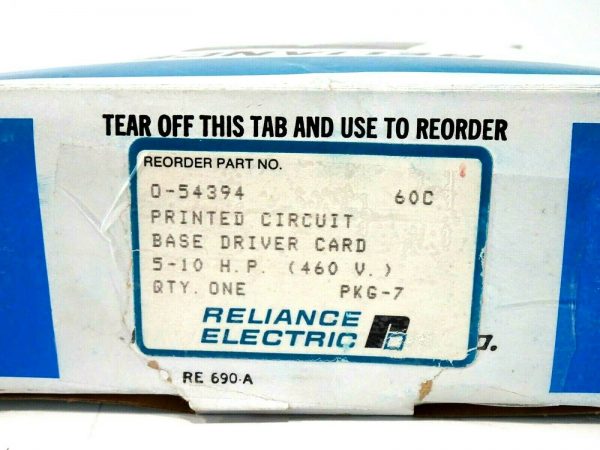 TEAR OFF THIS TAB AND USE TO REORDER
REORDER PART NO.
0-54394 60C
PRINTED CIRCUIT
BASE DRIVER CARD
5-10 H.P. (460 V.)
QTY. ONE PKG-7
RELIANCE
ELECTRIC
RE 690-A